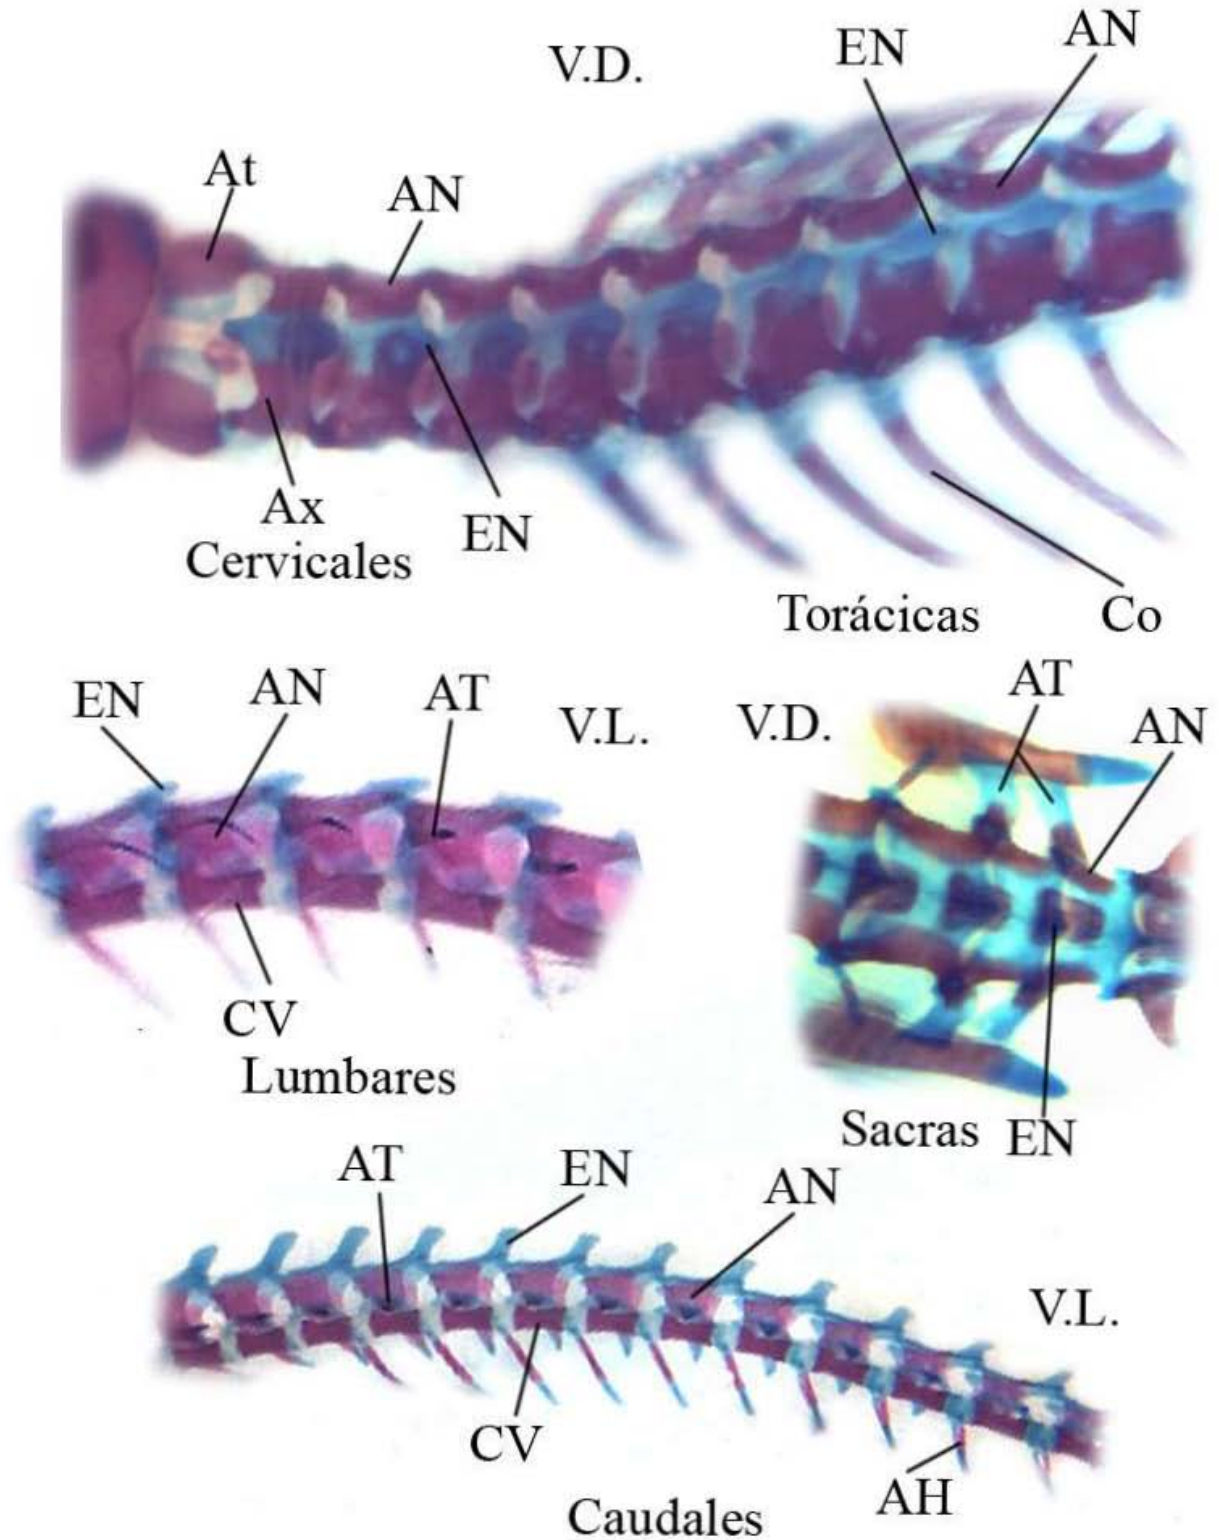 V.D.
EN
AN
At
AN
Ax
EN
Cervicales
Torácicas
Co
EN
AN
AT
V.L.
CV
Lumbares
V.D.
AT
AN
Sacras
EN
AT
EN
AN
V.L.
CV
AH
Caudales